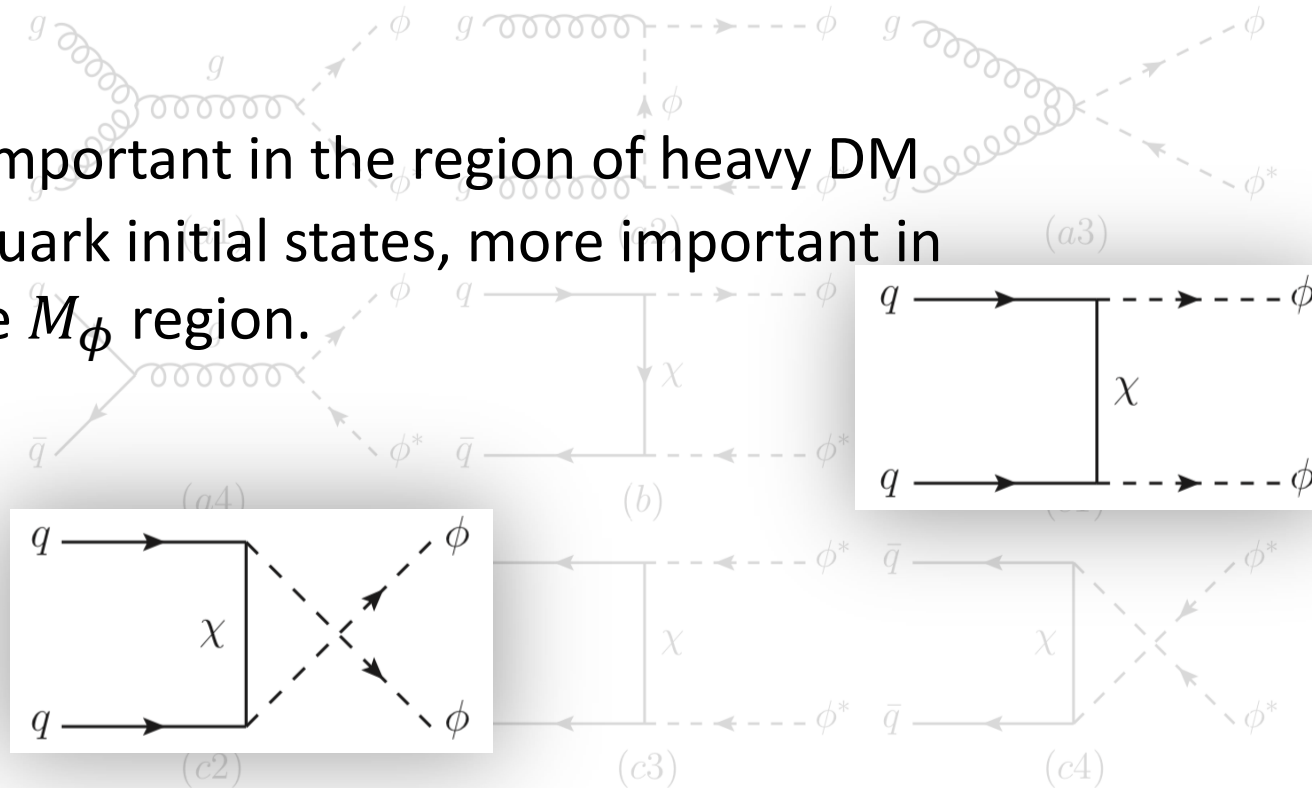 g φ g φ g φ
g
φ
mportant in the region of heavy DM
g φ* g φ g φ*
uark initial states, more important in (a3)
q φ q φ q φ
e M_ϕ region.
χ χ
q̄ φ* q̄ φ* q φ
(a4) (b)
q φ φ* q̄ φ*
χ χ χ
q φ φ* q̄ φ*
(c2) (c3) (c4)